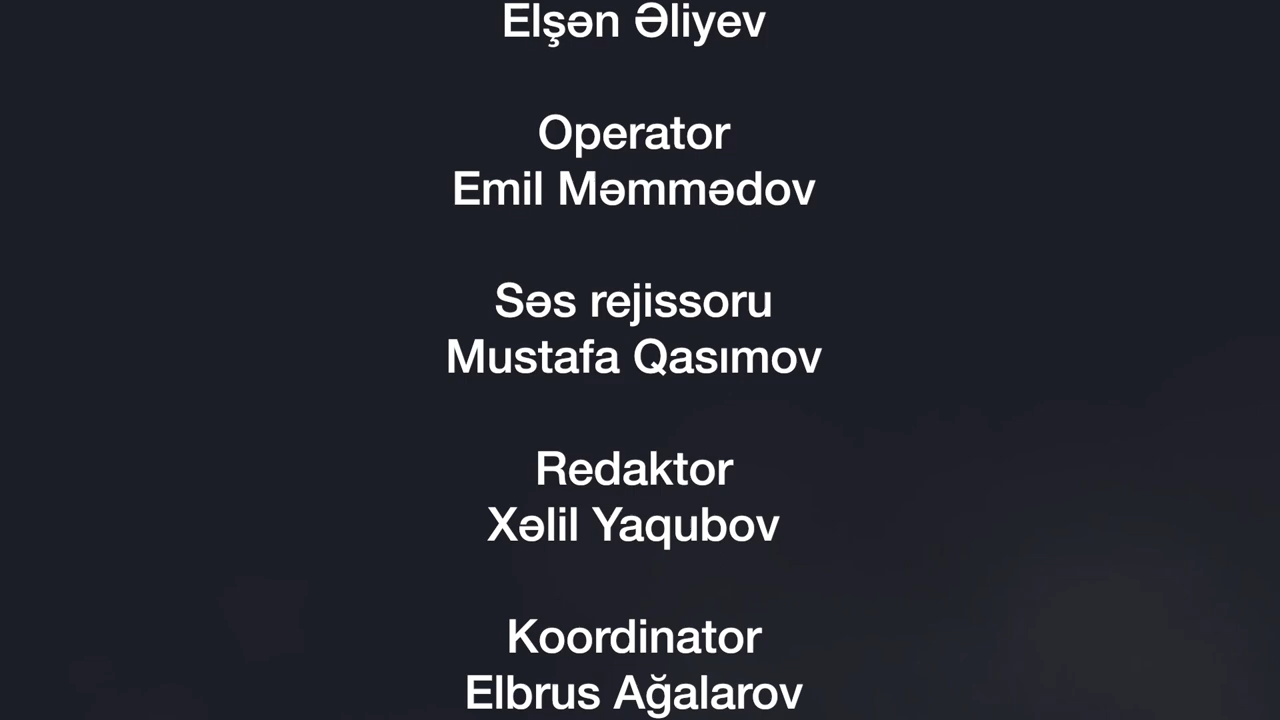 Elşən Əliyev
Operator
Emil Məmmədov
Səs rejissoru
Mustafa Qasımov
Redaktor
Xəlil Yaqubov
Koordinator
Elbrus Ağalarov